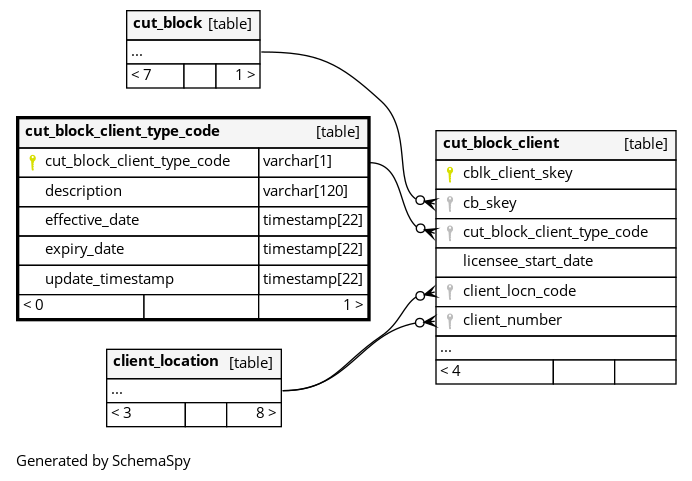 cut_block [table]
...
< 7 1 >
cut_block_client_type_code [table]
cut_block_client_type_code varchar[1]
description varchar[120]
effective_date timestamp[22]
expiry_date timestamp[22]
update_timestamp timestamp[22]
< 0 1 >
client_location [table]
...
< 3 8 >
cut_block_client [table]
cblk_client_skey
cb_skey
cut_block_client_type_code
licensee_start_date
client_locn_code
client_number
...
< 4
Generated by SchemaSpy